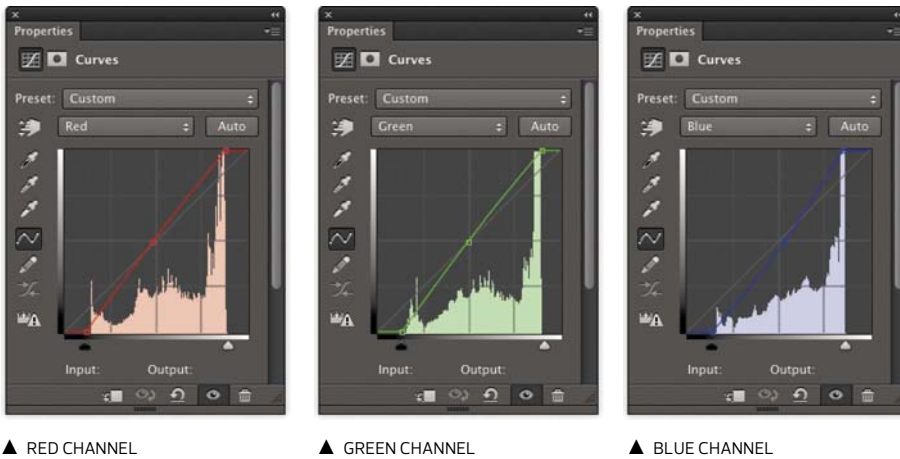 Properties
Curves
Preset: Custom
Red Auto
Input: Output:
▲ RED CHANNEL
Properties
Curves
Preset: Custom
Green Auto
Input: Output:
▲ GREEN CHANNEL
Properties
Curves
Preset: Custom
Blue Auto
Input: Output:
▲ BLUE CHANNEL